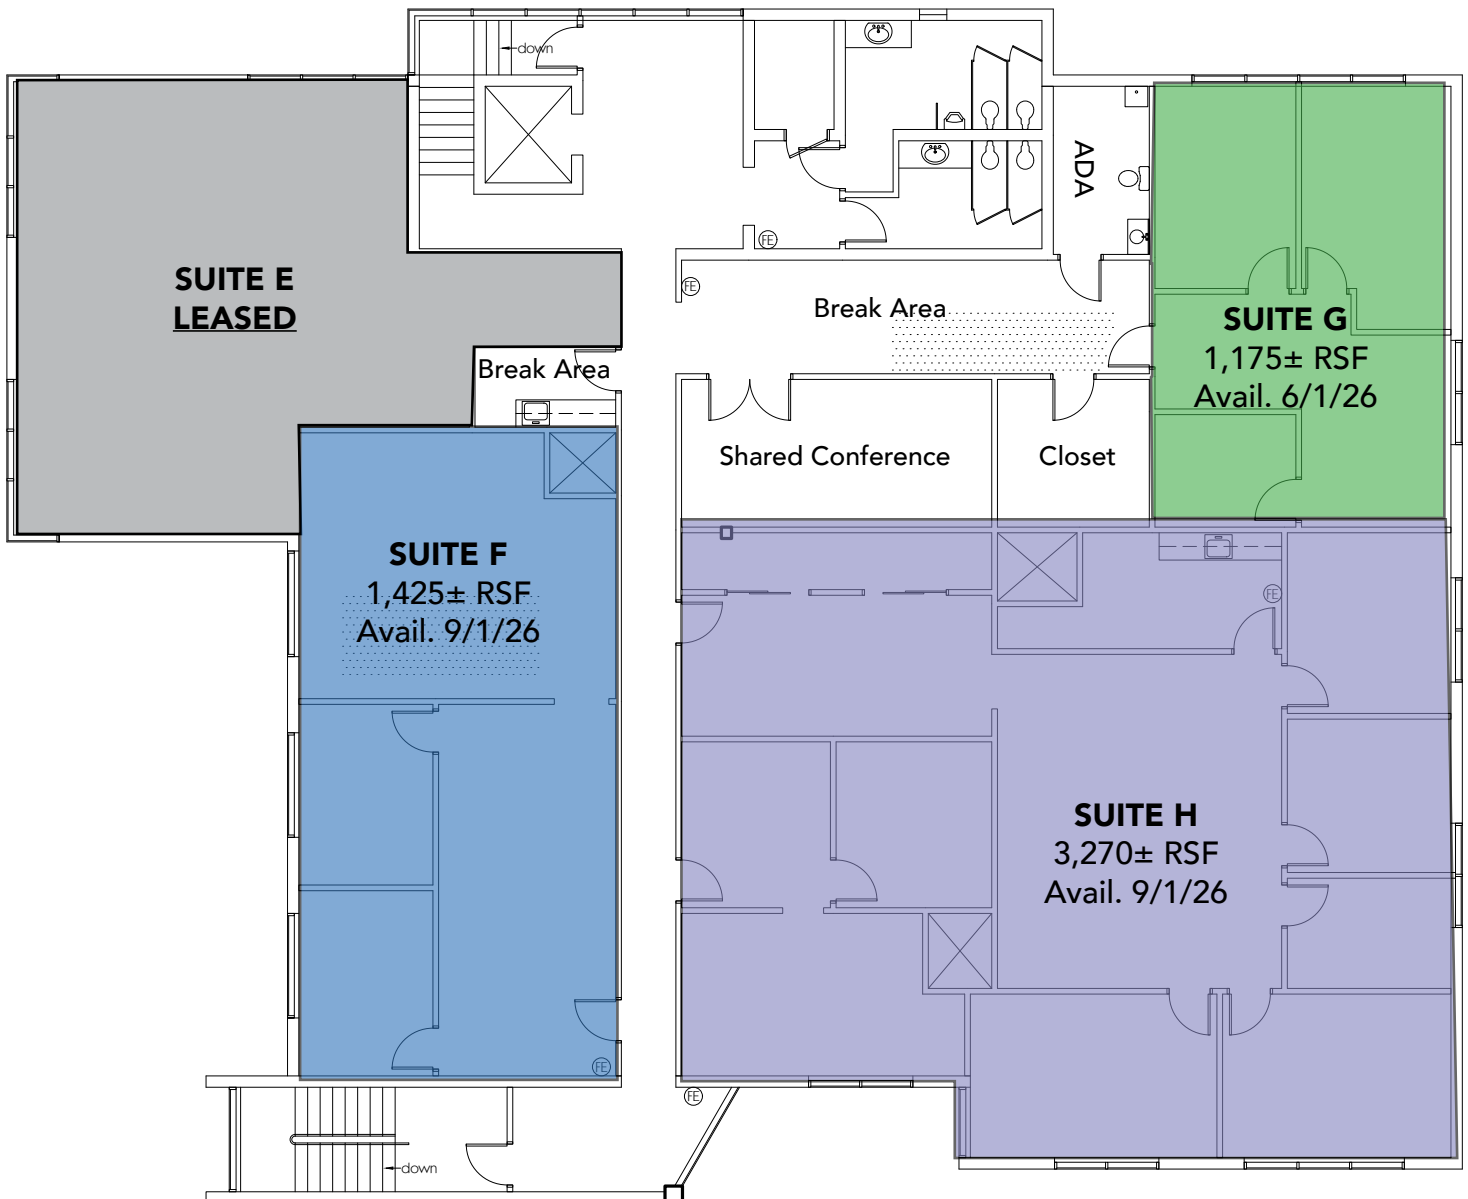 down
ADA
FE
FE
SUITE E
LEASED
Break Area
SUITE G
1,175± RSF
Avail. 6/1/26
Break Area
Shared Conference
Closet
SUITE F
1,425± RSF
Avail. 9/1/26
FE
SUITE H
3,270± RSF
Avail. 9/1/26
FE
FE
down